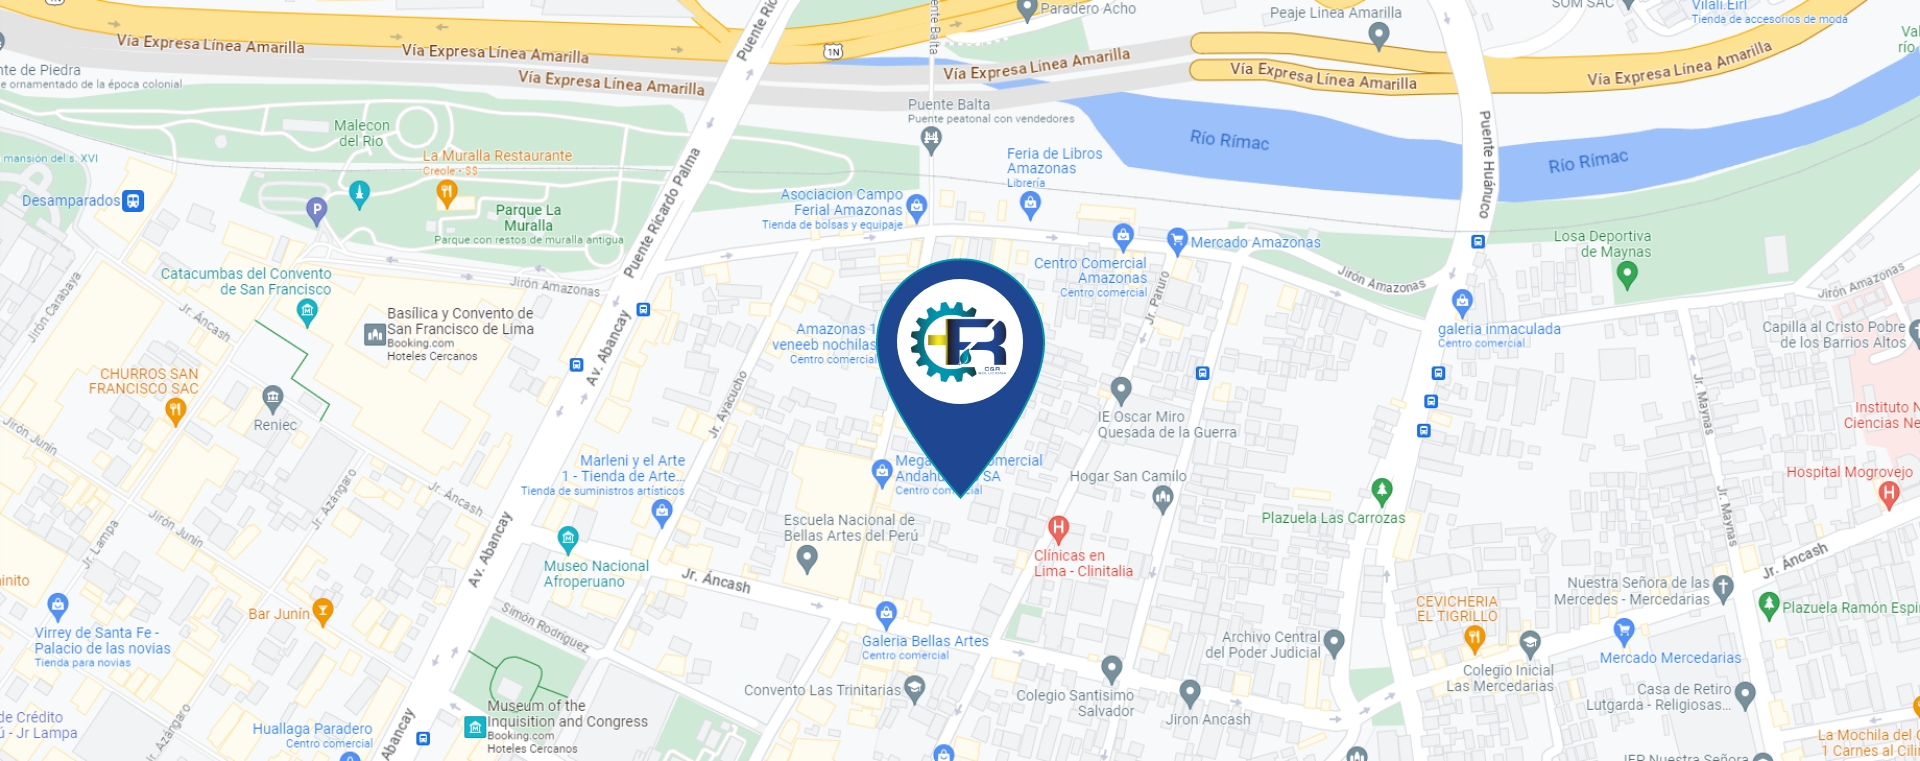 Paradero Acho
Peaje Linea Amarilla
SOM SAC
Vilali.Eirl
Tienda de accesorios de moda
Vía Expresa Línea Amarilla
Vía Expresa Línea Amarilla
Vía Expresa Línea Amarilla
1N
Vía Expresa Línea Amarilla
Vía Expresa Línea Amarilla
Vía Expresa Línea Amarilla
nte de Piedra
e ornamentado de la época colonial
Puente Balta
Puente peatonal con vendedores
Malecon
del Rio
Río Rímac
Río Rímac
Puente Huánuco
mansión del s. XVI
La Muralla Restaurante
Creole · $$
Puente Ricardo Palma
Feria de Libros
Amazonas
Librería
Desamparados
P
Parque La
Muralla
Parque con restos de muralla antigua
Asociacion Campo
Ferial Amazonas
Tienda de bolsas y equipaje
Mercado Amazonas
Losa Deportiva
de Maynas
Catacumbas del Convento
de San Francisco
Jirón Amazonas
Centro Comercial
Amazonas
Centro comercial
Jirón Amazonas
Jirón Amazonas
Jirón Carabaya
Jr. Áncash
Basílica y Convento de
San Francisco de Lima
Booking.com
Hoteles Cercanos
Av. Abancay
Amazonas 1
veneeb nochilas
Centro comercial
C&R
Jr. Paruro
galeria inmaculada
Centro comercial
Capilla al Cristo Pobre
de los Barrios Altos
CHURROS SAN
FRANCISCO SAC
Reniec
Jr. Ayacucho
IE Oscar Miro
Quesada de la Guerra
Jr. Maynas
Instituto N
Ciencias Ne
Jirón Junín
Marleni y el Arte
1 - Tienda de Arte...
Tienda de suministros artísticos
Mega
omercial
Andahu
SA
Centro comercial
Hogar San Camilo
Hospital Mogrovejo
H
Jr. Azángaro
Jr. Áncash
Jirón Junín
Jr. Lampa
Av. Abancay
Escuela Nacional de
Bellas Artes del Perú
Plazuela Las Carrozas
Jr. Maynas
H
Clínicas en
Lima - Clinitalia
Museo Nacional
Afroperuano
Jr. Áncash
Jr. Áncash
Nuestra Señora de las
Mercedes - Mercedarias
inito
Bar Junín
Simón Rodríguez
CEVICHERIA
EL TIGRILLO
Plazuela Ramón Espi
Virrey de Santa Fe -
Palacio de las novias
Tienda para novias
Galeria Bellas Artes
Centro comercial
Archivo Central
del Poder Judicial
Mercado Mercedarias
Colegio Inicial
Las Mercedarias
Convento Las Trinitarias
Colegio Santisimo
Salvador
Jiron Ancash
Casa de Retiro
Lutgarda - Religiosas...
Museum of the
Inquisition and Congress
Booking.com
Hoteles Cercanos
de Crédito
ú - Jr Lampa
Jr. Azángaro
Huallaga Paradero
Centro comercial
Abancay
La Mochila del C
1 Carnes al Cilin
IEP Nuestra Señora